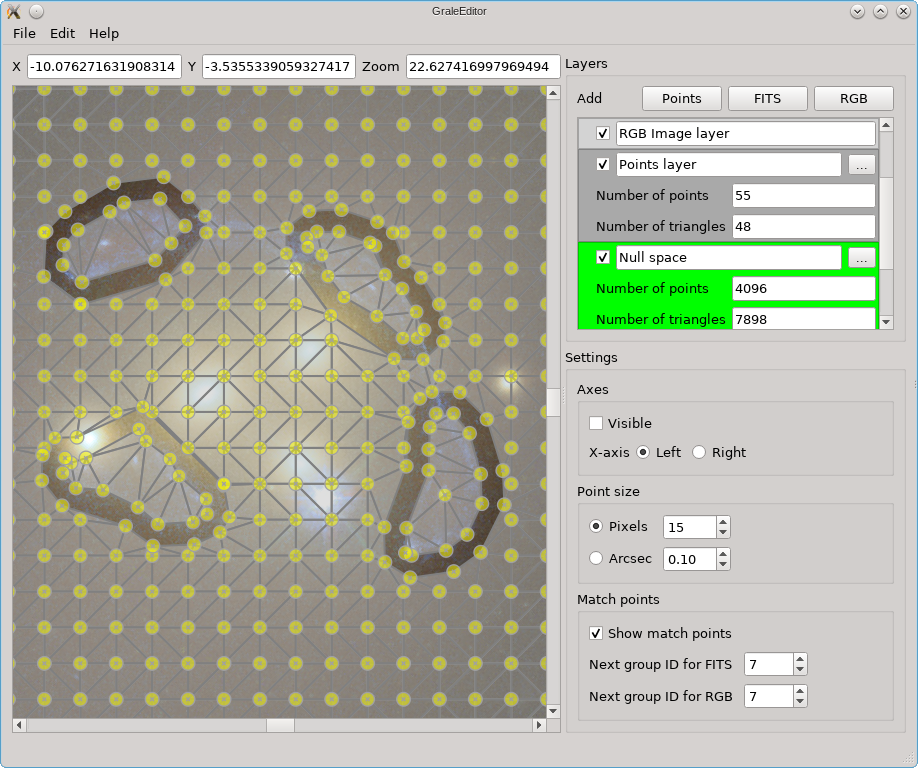 GraleEditor
File Edit Help
X -10.076271631908314 Y -3.5355339059327417 Zoom 22.627416997969494
Layers
Add Points FITS RGB
RGB Image layer
Points layer ...
Number of points 55
Number of triangles 48
Null space ...
Number of points 4096
Number of triangles 7898
Settings
Axes
Visible
X-axis Left Right
Point size
Pixels 15
Arcsec 0.10
Match points
Show match points
Next group ID for FITS 7
Next group ID for RGB 7